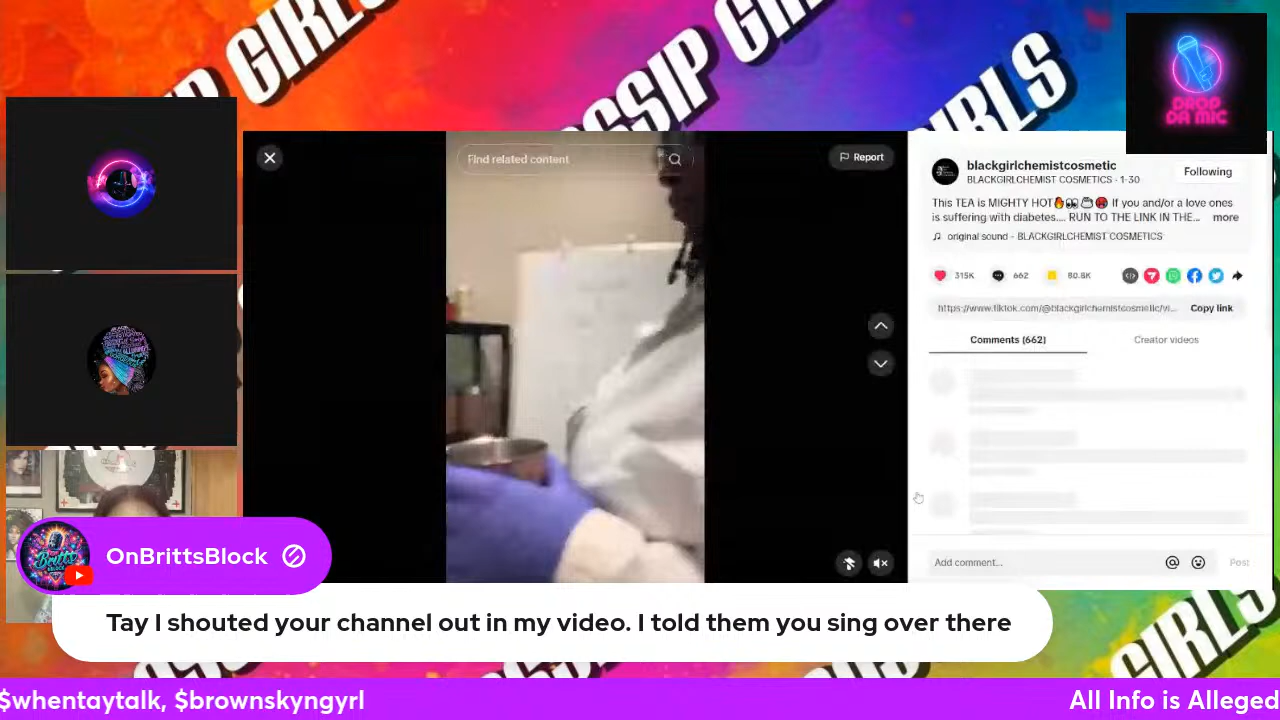 GOSSIP GIRLS
DROP
DA MIC
Find related content
Report
blackgirlchemistcosmetic
BLACKGIRLCHEMIST COSMETICS · 1-30
Following
This TEA is MIGHTY HOT🔥👀 If you and/or a love ones
is suffering with diabetes.... RUN TO THE LINK IN THE... more
original sound - BLACKGIRLCHEMIST COSMETICS
315K
662
80.8K
https://www.tiktok.com/@blackgirlchemistcosmetic/vi...
Copy link
Comments (662)
Creator videos
Add comment...
Post
OnBrittsBlock
Tay I shouted your channel out in my video. I told them you sing over there
$whentaytalk, $brownskyngyrl
All Info is Alleged